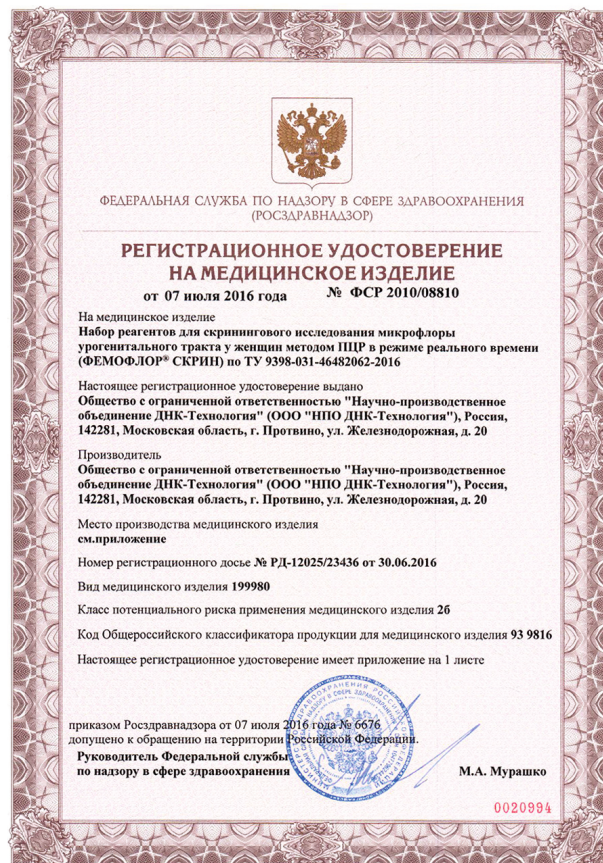 ФЕДЕРАЛЬНАЯ СЛУЖБА ПО НАДЗОРУ В СФЕРЕ ЗДРАВООХРАНЕНИЯ
(РОСЗДРАВНАДЗОР)
РЕГИСТРАЦИОННОЕ УДОСТОВЕРЕНИЕ
НА МЕДИЦИНСКОЕ ИЗДЕЛИЕ
от 07 июля 2016 года № ФСР 2010/08810
На медицинское изделие
Набор реагентов для скринингового исследования микрофлоры
урогенитального тракта у женщин методом ПЦР в режиме реального времени
(ФЕМОФЛОР® СКРИН) по ТУ 9398-031-46482062-2016
Настоящее регистрационное удостоверение выдано
Общество с ограниченной ответственностью "Научно-производственное
объединение ДНК-Технология" (ООО "НПО ДНК-Технология"), Россия,
142281, Московская область, г. Протвино, ул. Железнодорожная, д. 20
Производитель
Общество с ограниченной ответственностью "Научно-производственное
объединение ДНК-Технология" (ООО "НПО ДНК-Технология"), Россия,
142281, Московская область, г. Протвино, ул. Железнодорожная, д. 20
Место производства медицинского изделия
см.приложение
Номер регистрационного досье № РД-12025/23436 от 30.06.2016
Вид медицинского изделия 199980
Класс потенциального риска применения медицинского изделия 2б
Код Общероссийского классификатора продукции для медицинского изделия 93 9816
Настоящее регистрационное удостоверение имеет приложение на 1 листе
приказом Росздравнадзора от 07 июля 2016 года № 6676
допущено к обращению на территории Российской Федерации.
Руководитель Федеральной службы
по надзору в сфере здравоохранения М.А. Мурашко
0020994